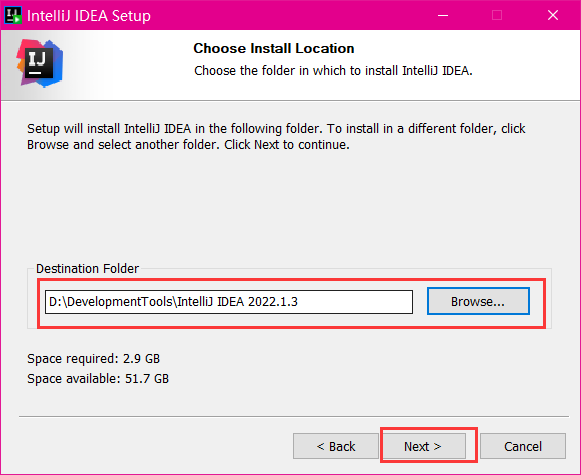 IntelliJ IDEA Setup
IJ
Choose Install Location
Choose the folder in which to install IntelliJ IDEA.
Setup will install IntelliJ IDEA in the following folder. To install in a different folder, click
Browse and select another folder. Click Next to continue.
Destination Folder
D:\DevelopmentTools\IntelliJ IDEA 2022.1.3
Browse...
Space required: 2.9 GB
Space available: 51.7 GB
< Back
Next >
Cancel